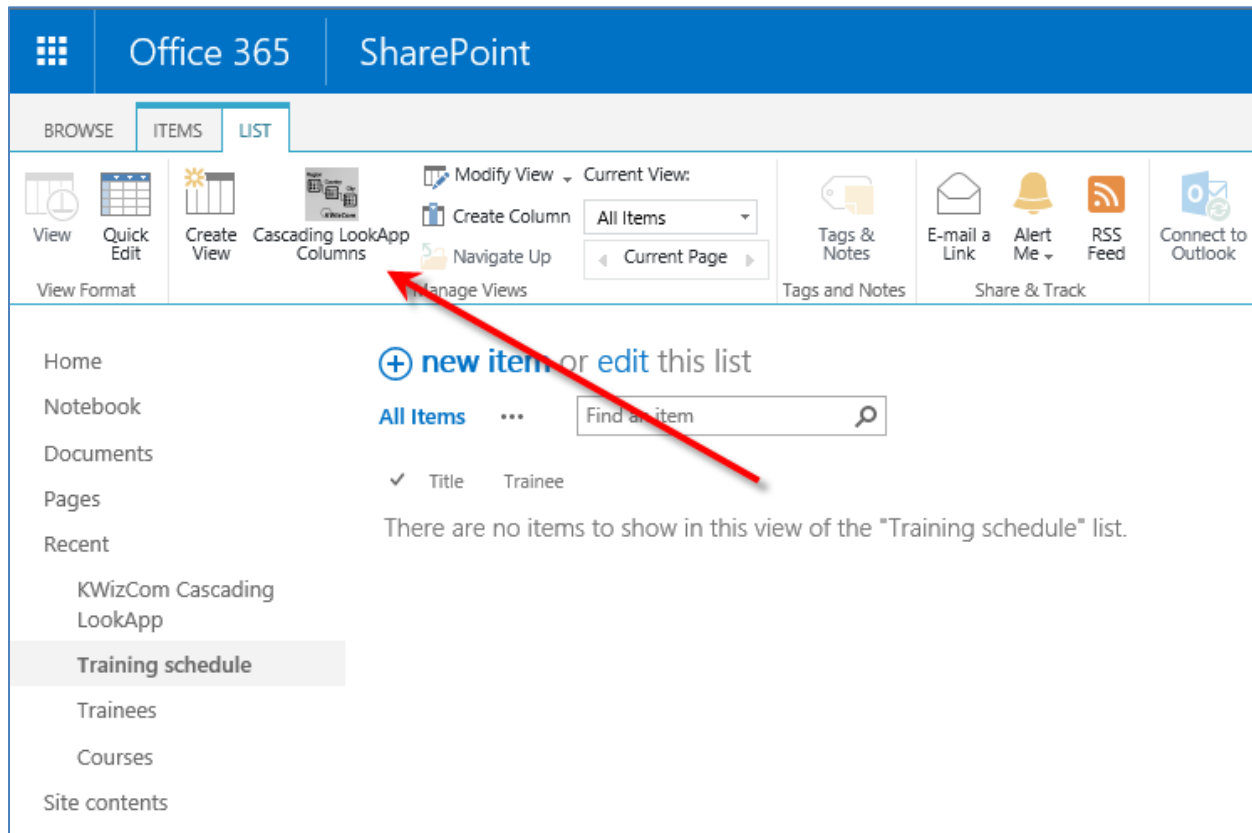 Office 365 SharePoint
BROWSE ITEMS LIST
View
Quick
Edit
View Format
Create
View
Region
Country
City
KWizCom
Cascading LookApp
Columns
Modify View
Create Column
Navigate Up
Current View:
All Items
Current Page
Manage Views
Tags &
Notes
Tags and Notes
E-mail a
Link
Alert
Me
RSS
Feed
Share & Track
Connect to
Outlook
Home
Notebook
Documents
Pages
Recent
KWizCom Cascading
LookApp
Training schedule
Trainees
Courses
Site contents
new item or edit this list
All Items ... Find an item
Title Trainee
There are no items to show in this view of the "Training schedule" list.